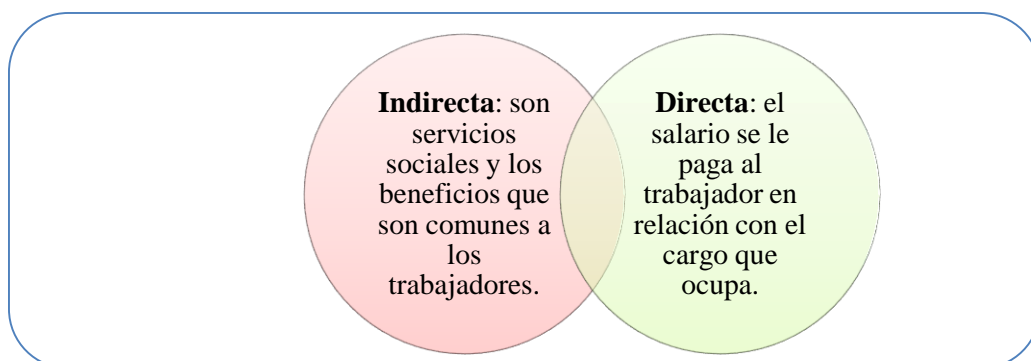 Indirecta: son
servicios
sociales y los
beneficios que
son comunes a
los
trabajadores.
Directa: el
salario se le
paga al
trabajador en
relación con el
cargo que
ocupa.